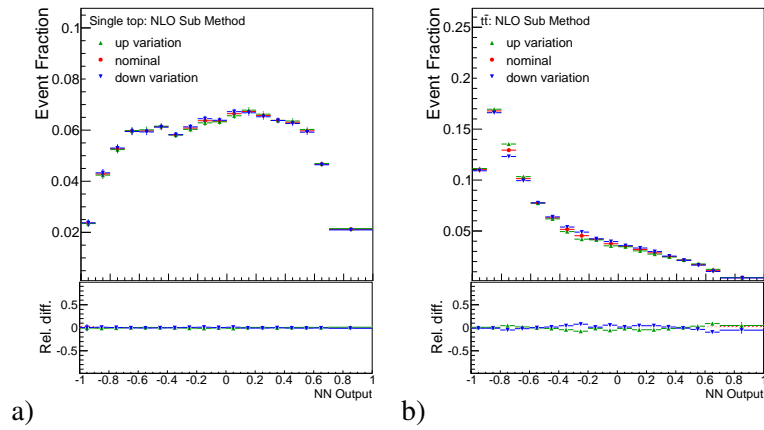 Single top: NLO Sub Method
up variation
nominal
down variation
Event Fraction
0.1
0.08
0.06
0.04
0.02
Rel. diff.
0.5
0
-0.5
-1 -0.8 -0.6 -0.4 -0.2 0 0.2 0.4 0.6 0.8 1
NN Output
a)
tt̄: NLO Sub Method
up variation
nominal
down variation
Event Fraction
0.25
0.2
0.15
0.1
0.05
Rel. diff.
0.5
0
-0.5
-1 -0.8 -0.6 -0.4 -0.2 0 0.2 0.4 0.6 0.8 1
NN Output
b)